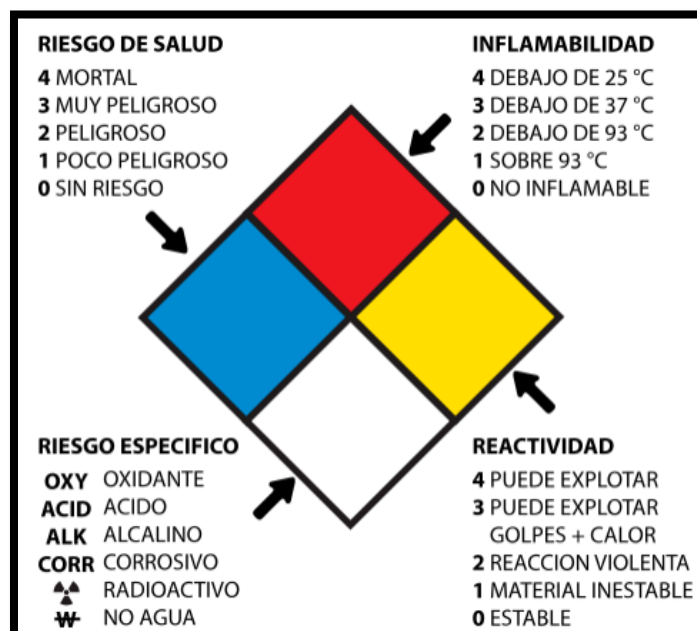 RIESGO DE SALUD
4 MORTAL
3 MUY PELIGROSO
2 PELIGROSO
1 POCO PELIGROSO
0 SIN RIESGO
INFLAMABILIDAD
4 DEBAJO DE 25 °C
3 DEBAJO DE 37 °C
2 DEBAJO DE 93 °C
1 SOBRE 93 °C
0 NO INFLAMABLE
RIESGO ESPECIFICO
OXY OXIDANTE
ACID ACIDO
ALK ALCALINO
CORR CORROSIVO
☢ RADIOACTIVO
W NO AGUA
REACTIVIDAD
4 PUEDE EXPLOTAR
3 PUEDE EXPLOTAR
GOLPES + CALOR
2 REACCION VIOLENTA
1 MATERIAL INESTABLE
0 ESTABLE